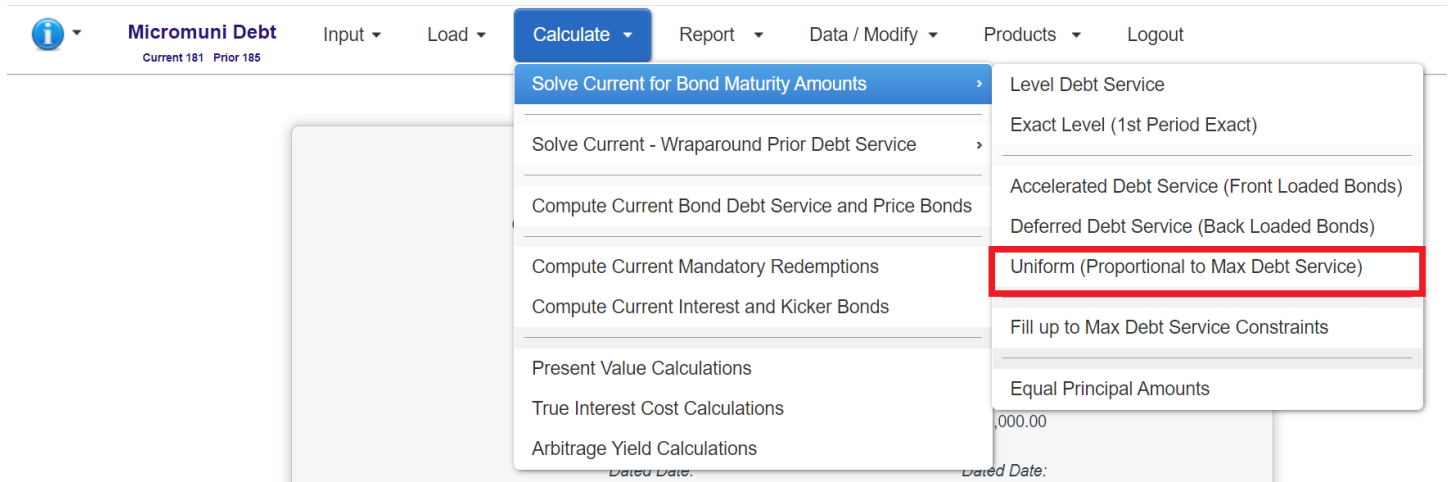 Micromuni Debt
Current 181 Prior 185
Input
Load
Calculate
Report
Data / Modify
Products
Logout
Solve Current for Bond Maturity Amounts
Solve Current - Wraparound Prior Debt Service
Compute Current Bond Debt Service and Price Bonds
Compute Current Mandatory Redemptions
Compute Current Interest and Kicker Bonds
Present Value Calculations
True Interest Cost Calculations
Arbitrage Yield Calculations
Level Debt Service
Exact Level (1st Period Exact)
Accelerated Debt Service (Front Loaded Bonds)
Deferred Debt Service (Back Loaded Bonds)
Uniform (Proportional to Max Debt Service)
Fill up to Max Debt Service Constraints
Equal Principal Amounts
,000.00
Dated Date:
Dated Date: